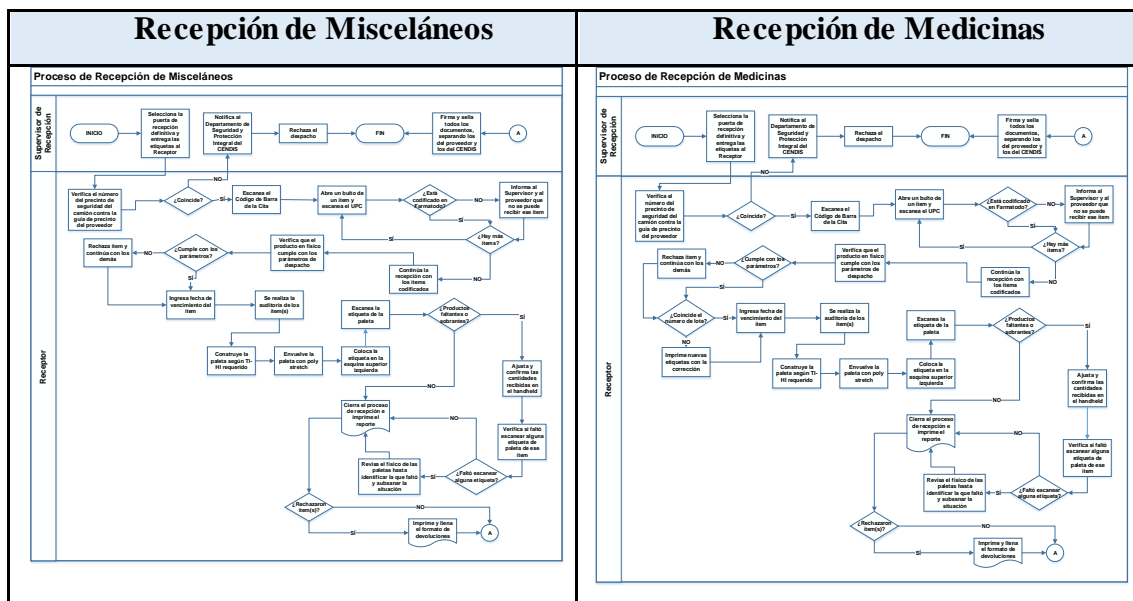 Recepción de Misceláneos
Proceso de Recepción de Misceláneos
Supervisor de
Recepción
INICIO
Selecciona la
puerta de
recepción
definitiva y
entrega las
etiquetas al
Receptor
Notifica al
Departamento de
Seguridad y
Protección
Integral del
CENDIS
Rechaza el
despacho
FIN
Firma y sella
todos los
documentos,
separando los
del proveedor y
los del CENDIS
A
Receptor
Verifica el número
del precinto de
seguridad del
camión contra la
guía de precinto
del proveedor
¿Coincide?
NO
SÍ
Escanea el
Código de Barra
de la Cita
Abre un bulto de
un item y
escanea el UPC
¿Está
codificado en
Farmatodo?
NO
SÍ
Informa al
Supervisor y al
proveedor que
no se puede
recibir ese item
¿Hay más
items?
SÍ
NO
Continúa la
recepción con
los items
codificados
Verifica que el
producto en físico
cumple con los
parámetros de
despacho
¿Cumple con los
parámetros?
NO
SÍ
Rechaza item y
continúa con los
demás
Ingresa fecha de
vencimiento del
item
Se realiza la
auditoría de los
item(s)
Construye la
paleta según TI-
HI requerido
Envuelve la
paleta con poly
stretch
Coloca la
etiqueta en la
esquina superior
izquierda
Escanea la
etiqueta de la
paleta
¿Productos
faltantes o
sobrantes?
SÍ
NO
Ajusta y
confirma las
cantidades
recibidas en el
handheld
Verifica si faltó
escanear alguna
etiqueta de
paleta de ese
item
¿Faltó escanear
alguna etiqueta?
NO
SÍ
Revisa el físico de las
paletas hasta
identificar la que faltó
y subsanar la
situación
Cierra el proceso
de recepción e
imprime el
reporte
¿Rechazaron
item(s)?
NO
SÍ
Imprime y llena
el formato de
devoluciones
A
Recepción de Medicinas
Proceso de Recepción de Medicinas
Supervisor de
Recepción
INICIO
Selecciona la
puerta de
recepción
definitiva y
entrega las
etiquetas al
Receptor
Notifica al
Departamento de
Seguridad y
Protección
Integral del
CENDIS
Rechaza el
despacho
FIN
Firma y sella
todos los
documentos,
separando los
del proveedor y
los del CENDIS
A
Receptor
Verifica el
número del
precinto de
seguridad del
camión contra la
guía de precinto
del proveedor
¿Coincide?
NO
SÍ
Escanea el
Código de Barra
de la Cita
Abre un bulto de
un item y
escanea el UPC
¿Está codificado
en Farmatodo?
NO
SÍ
Informa al
Supervisor y al
proveedor que
no se puede
recibir ese item
¿Hay más
items?
SÍ
NO
Continúa la
recepción con
los items
codificados
Verifica que el
producto en físico
cumple con los
parámetros de
despacho
¿Cumple con los
parámetros?
NO
SÍ
Rechaza item y
continúa con los
demás
¿Coincide el
número de lote?
SÍ
NO
Imprime nuevas
etiquetas con la
corrección
Ingresa fecha de
vencimiento del
item
Se realiza la
auditoría de los
item(s)
Construye la
paleta según TI-
HI requerido
Envuelve la
paleta con poly
stretch
Coloca la
etiqueta en la
esquina superior
izquierda
Escanea la
etiqueta de la
paleta
¿Productos
faltantes o
sobrantes?
SÍ
NO
Ajusta y
confirma las
cantidades
recibidas en el
handheld
Verifica si faltó
escanear alguna
etiqueta de
paleta de ese
item
¿Faltó escanear
alguna etiqueta?
NO
SÍ
Revisa el físico de las
paletas hasta
identificar la que faltó
y subsanar la
situación
Cierra el proceso
de recepción e
imprime el
reporte
¿Rechazaron
item(s)?
NO
SÍ
Imprime y llena
el formato de
devoluciones
A